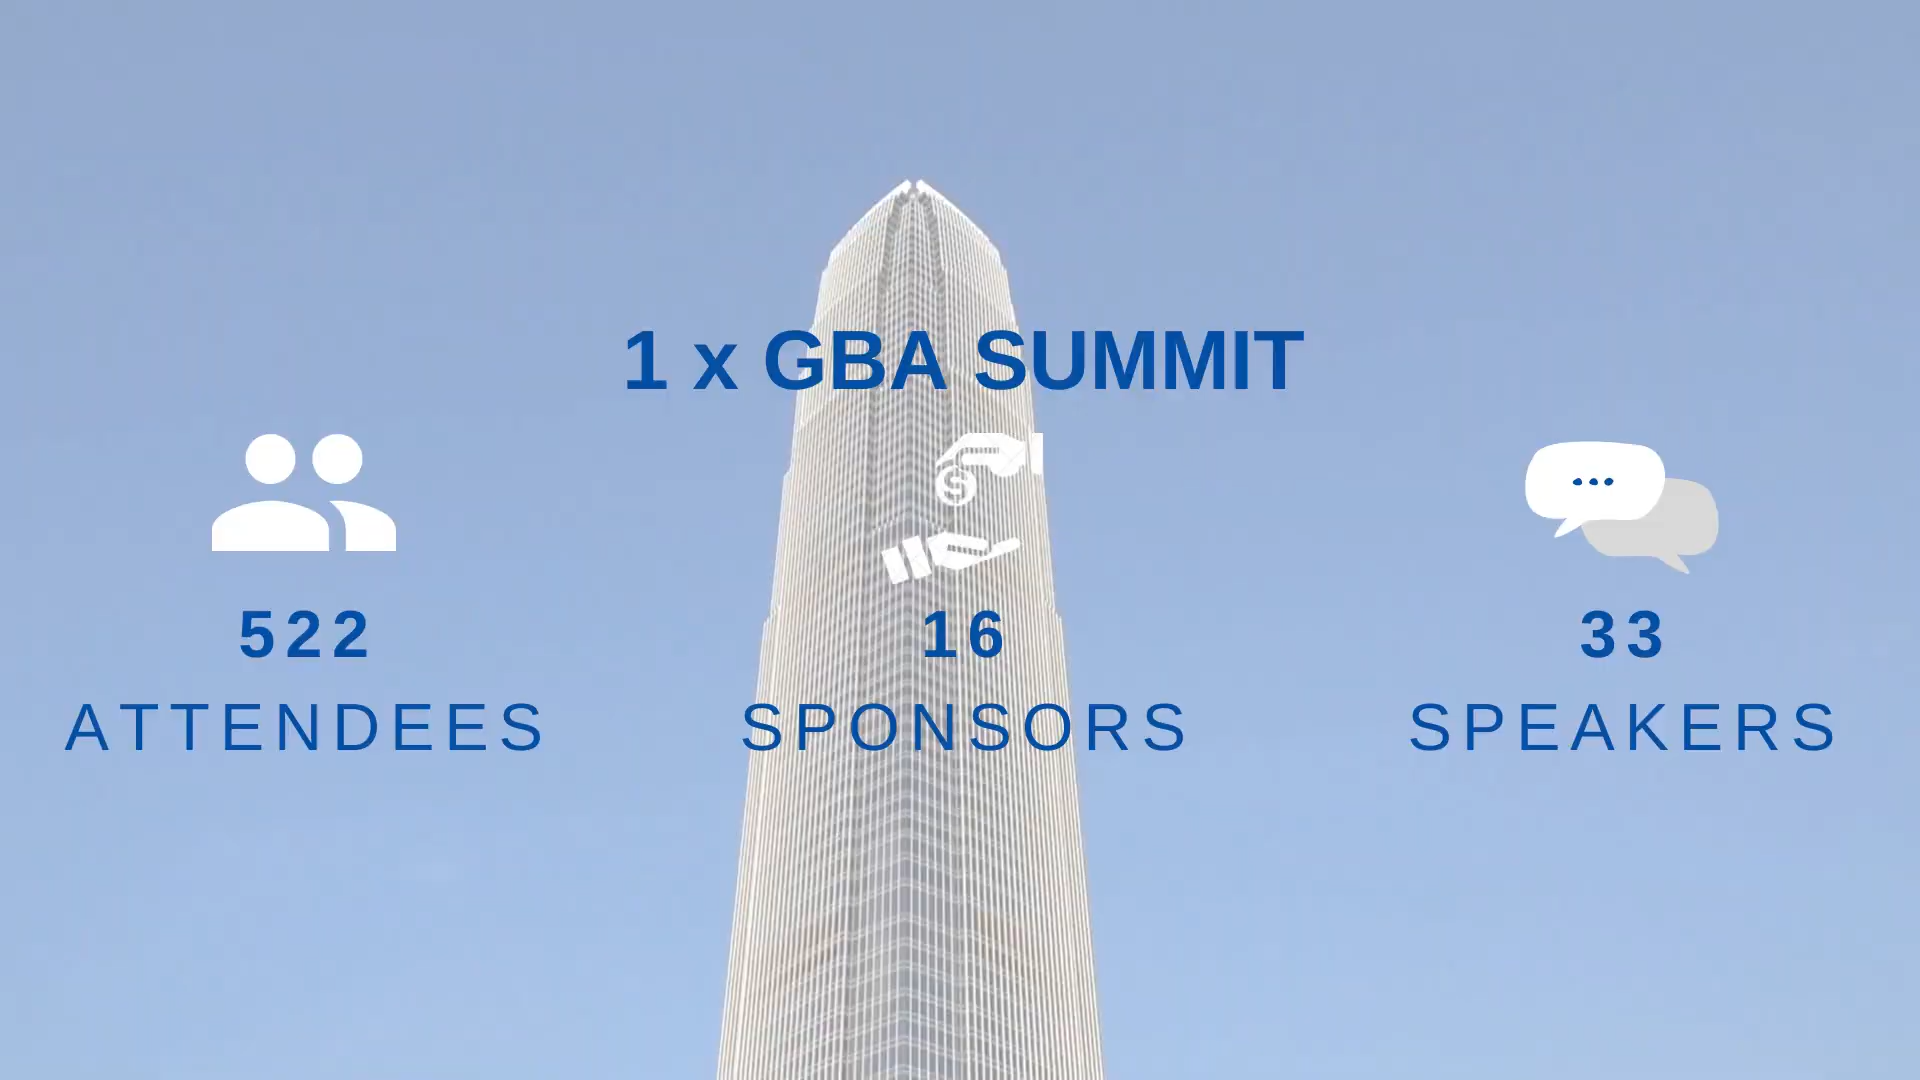 1 x GBA SUMMIT
522
ATTENDEES
16
SPONSORS
33
SPEAKERS